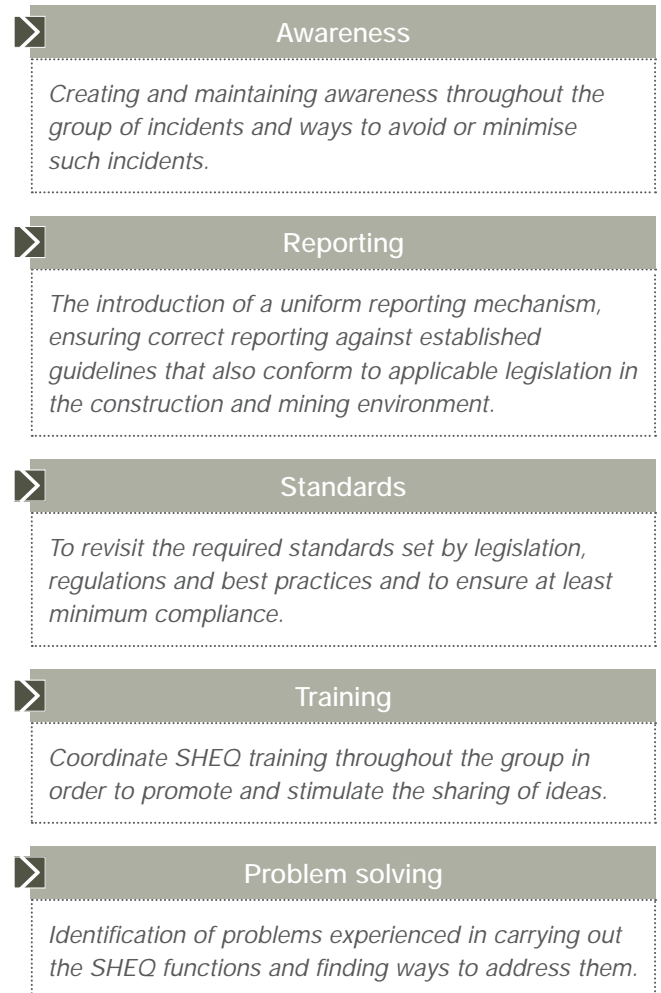 Awareness
Creating and maintaining awareness throughout the
group of incidents and ways to avoid or minimise
such incidents.
Reporting
The introduction of a uniform reporting mechanism,
ensuring correct reporting against established
guidelines that also conform to applicable legislation in
the construction and mining environment.
Standards
To revisit the required standards set by legislation,
regulations and best practices and to ensure at least
minimum compliance.
Training
Coordinate SHEQ training throughout the group in
order to promote and stimulate the sharing of ideas.
Problem solving
Identification of problems experienced in carrying out
the SHEQ functions and finding ways to address them.